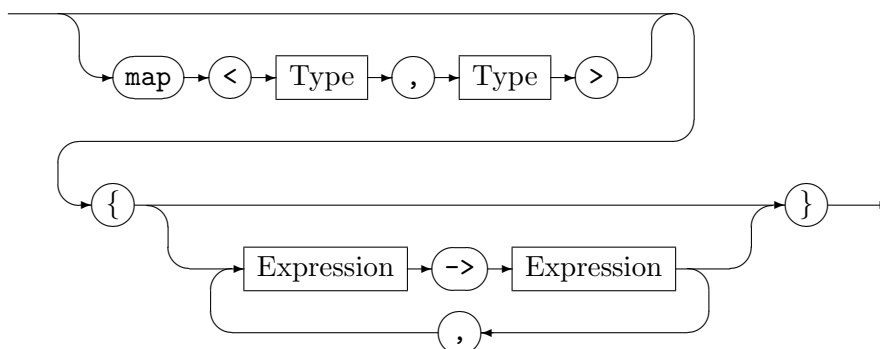 map < Type , Type >
{ }
Expression -> Expression
,